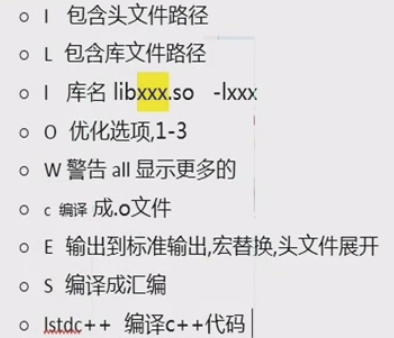 I 包含头文件路径
L 包含库文件路径
l 库名 libxxx.so -lxxx
O 优化选项,1-3
W 警告 all 显示更多的
c 编译 成.o文件
E 输出到标准输出,宏替换,头文件展开
S 编译成汇编
lstdc++ 编译c++代码